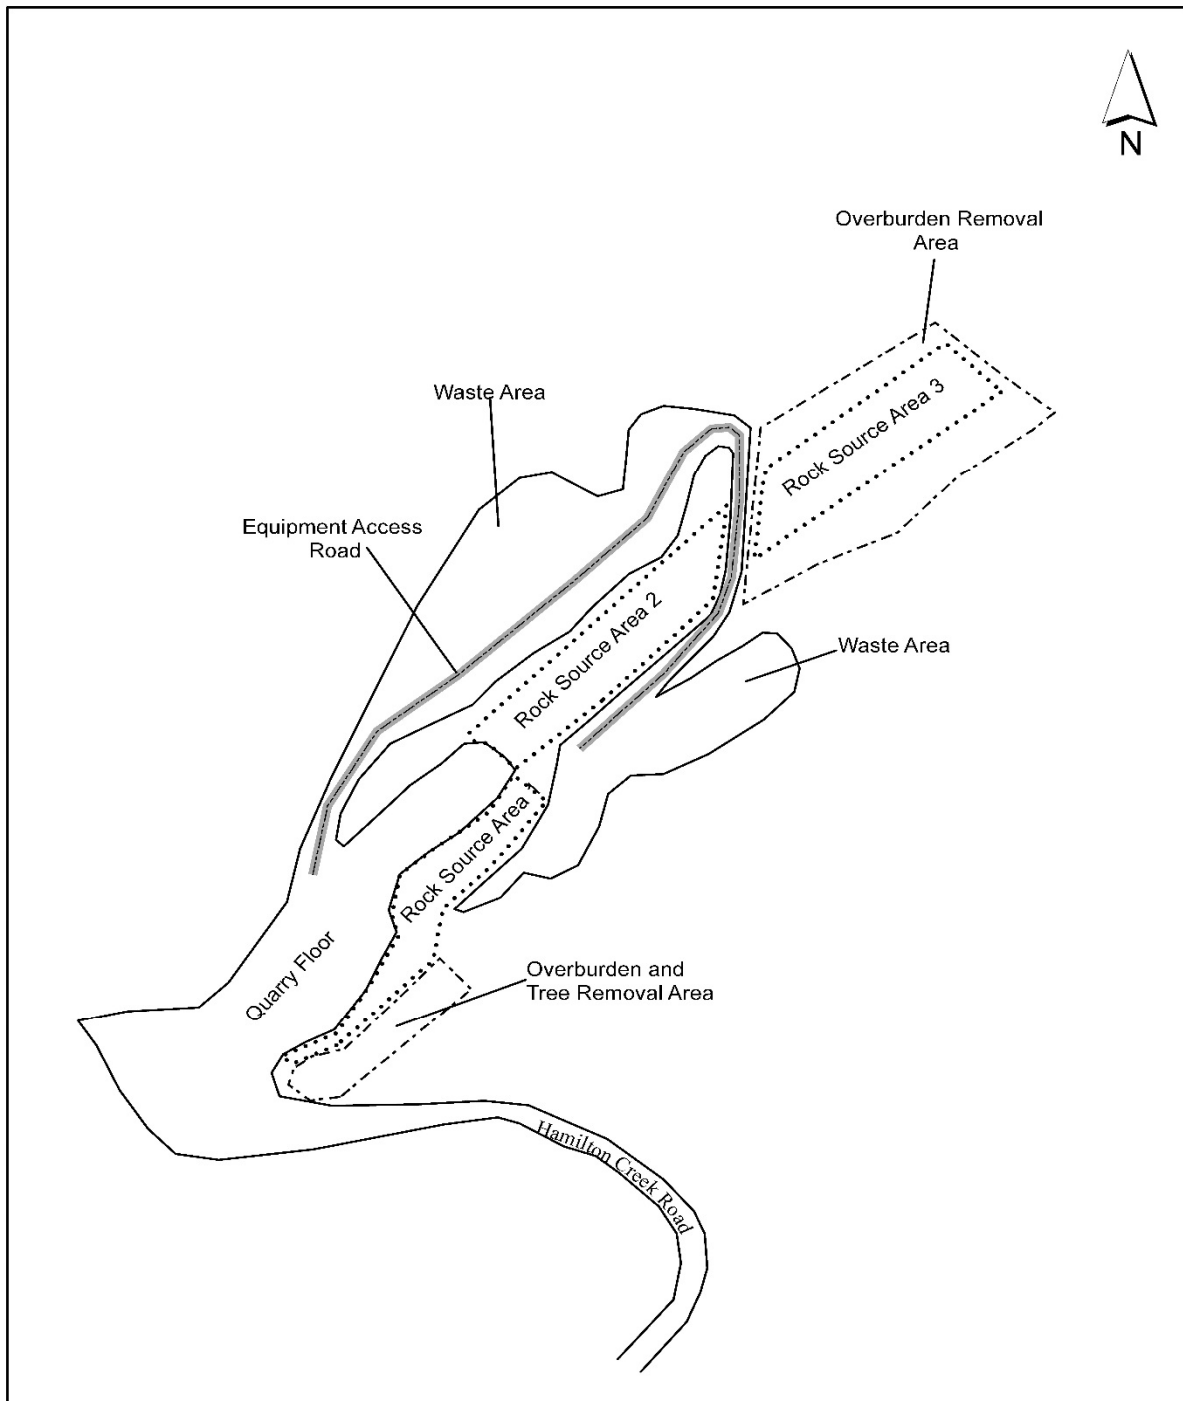 N
Overburden Removal
Area
Rock Source Area 3
Waste Area
Equipment Access
Road
Rock Source Area 2
Waste Area
Rock Source Area 1
Quarry Floor
Overburden and
Tree Removal Area
Hamilton Creek Road